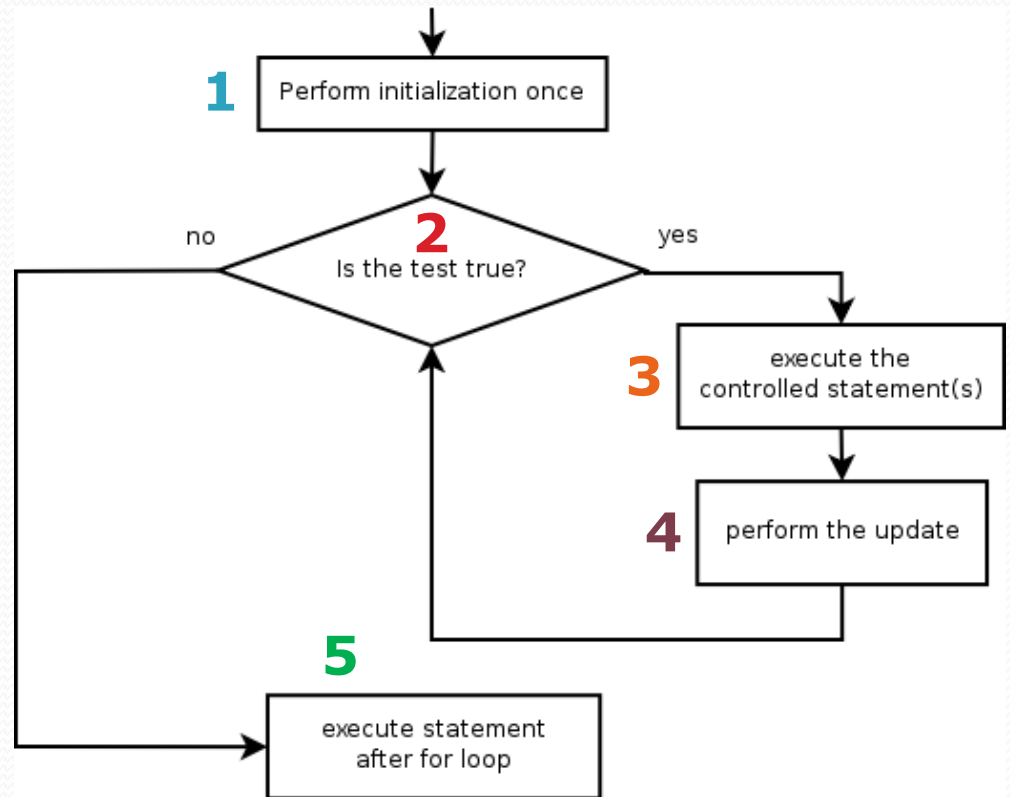 1
Perform initialization once
no
2
yes
Is the test true?
3
execute the
controlled statement(s)
4
perform the update
5
execute statement
after for loop